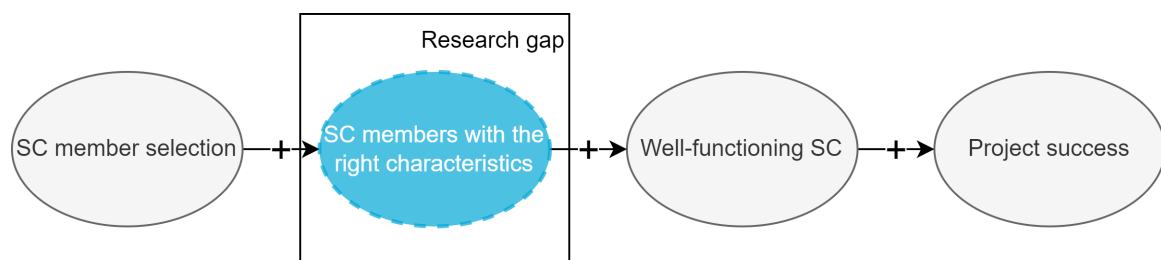 Research gap
SC member selection
+
SC members with the
right characteristics
+
Well-functioning SC
+
Project success